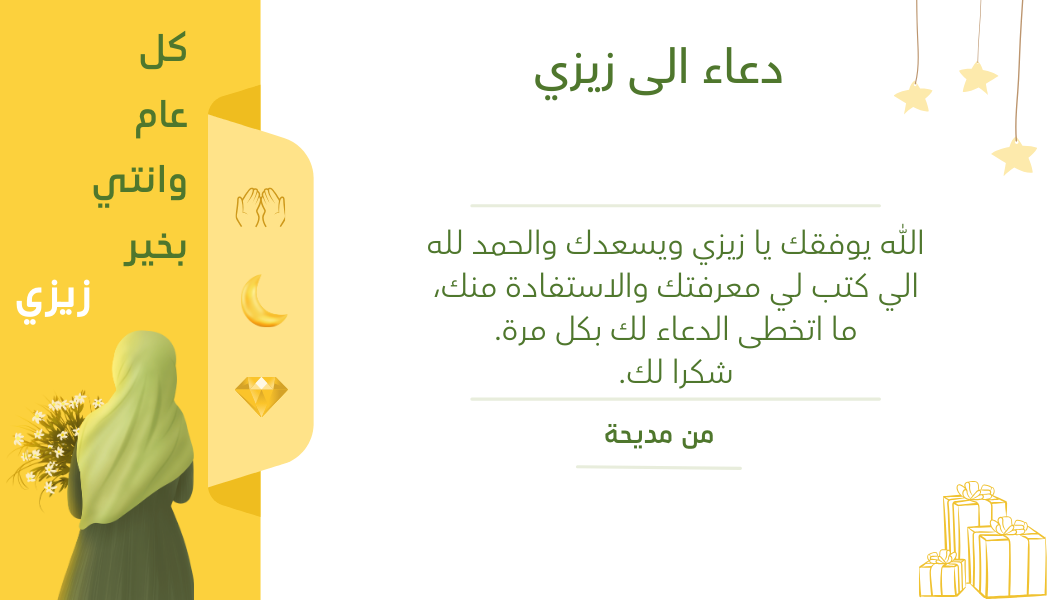 كل
عام
وانتي
بخير
زيزي
دعاء الى زيزي
الله يوفقك يا زيزي ويسعدك والحمد لله
الي كتب لي معرفتك والاستفادة منك،
ما اتخطى الدعاء لك بكل مرة.
شكرا لك.
من مديحة